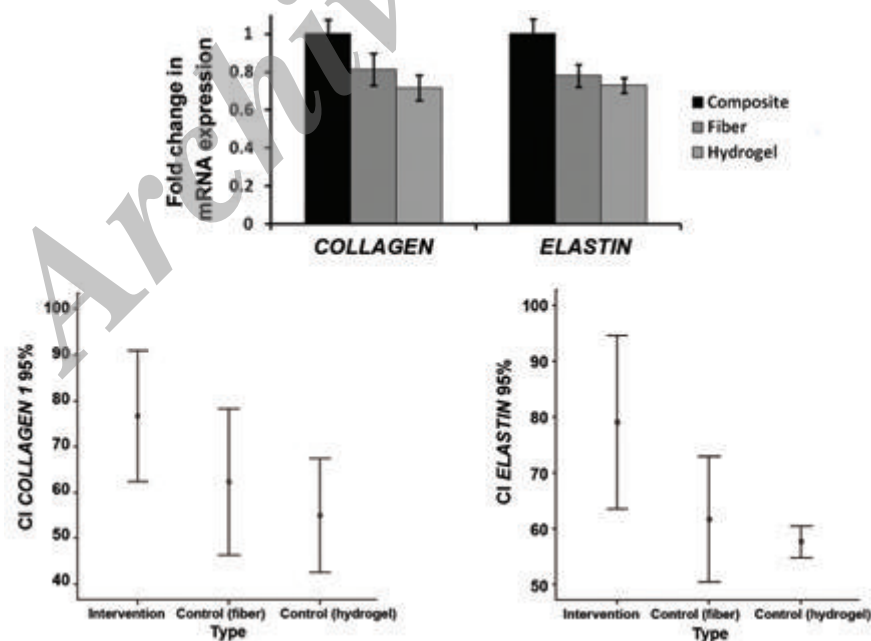 Archiv
Fold change in
mRNA expression
1
0.8
0.6
0.4
0.2
0
COLLAGEN
ELASTIN
Composite
Fiber
Hydrogel
CI COLLAGEN 1 95%
100
90
80
70
60
50
40
Intervention
Control (fiber)
Control (hydrogel)
Type
CI ELASTIN 95%
100
90
80
70
60
50
Intervention
Control (fiber)
Control (hydrogel)
Type